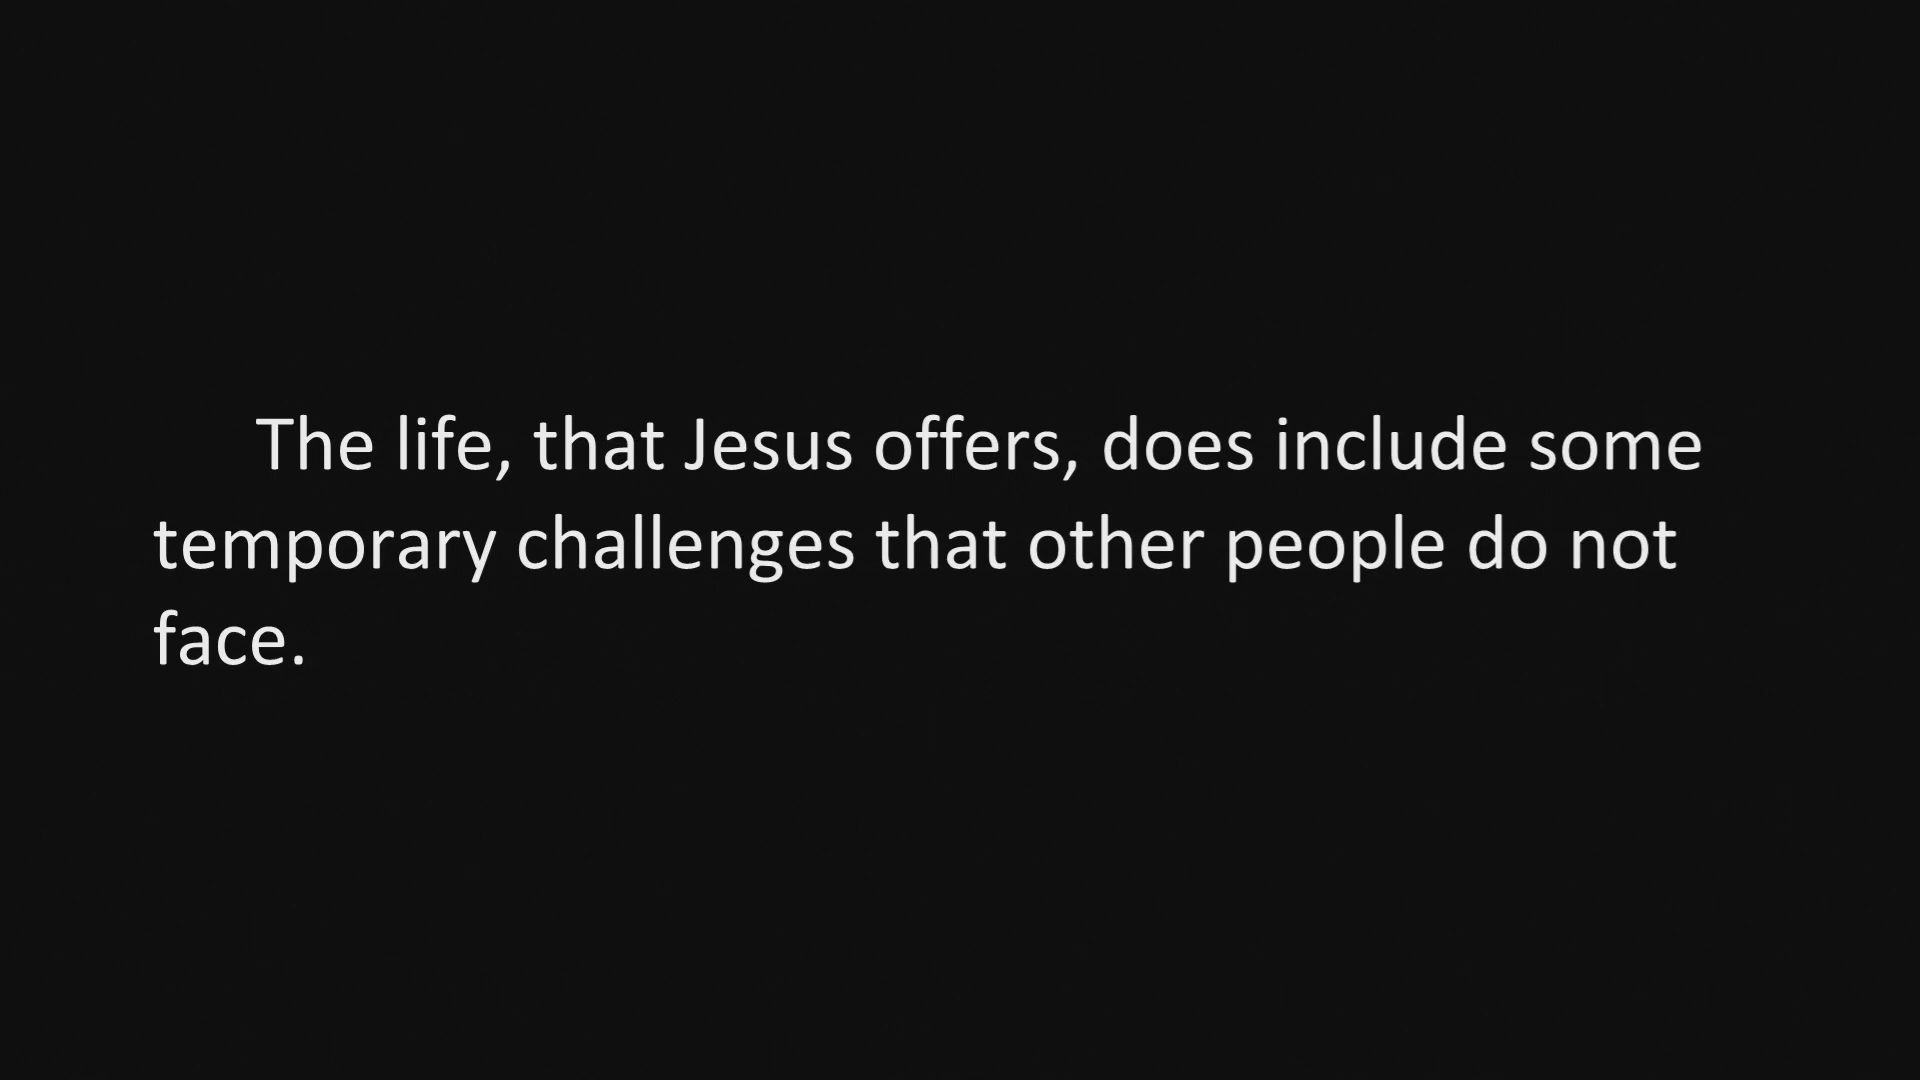 The life, that Jesus offers, does include some
temporary challenges that other people do not
face.